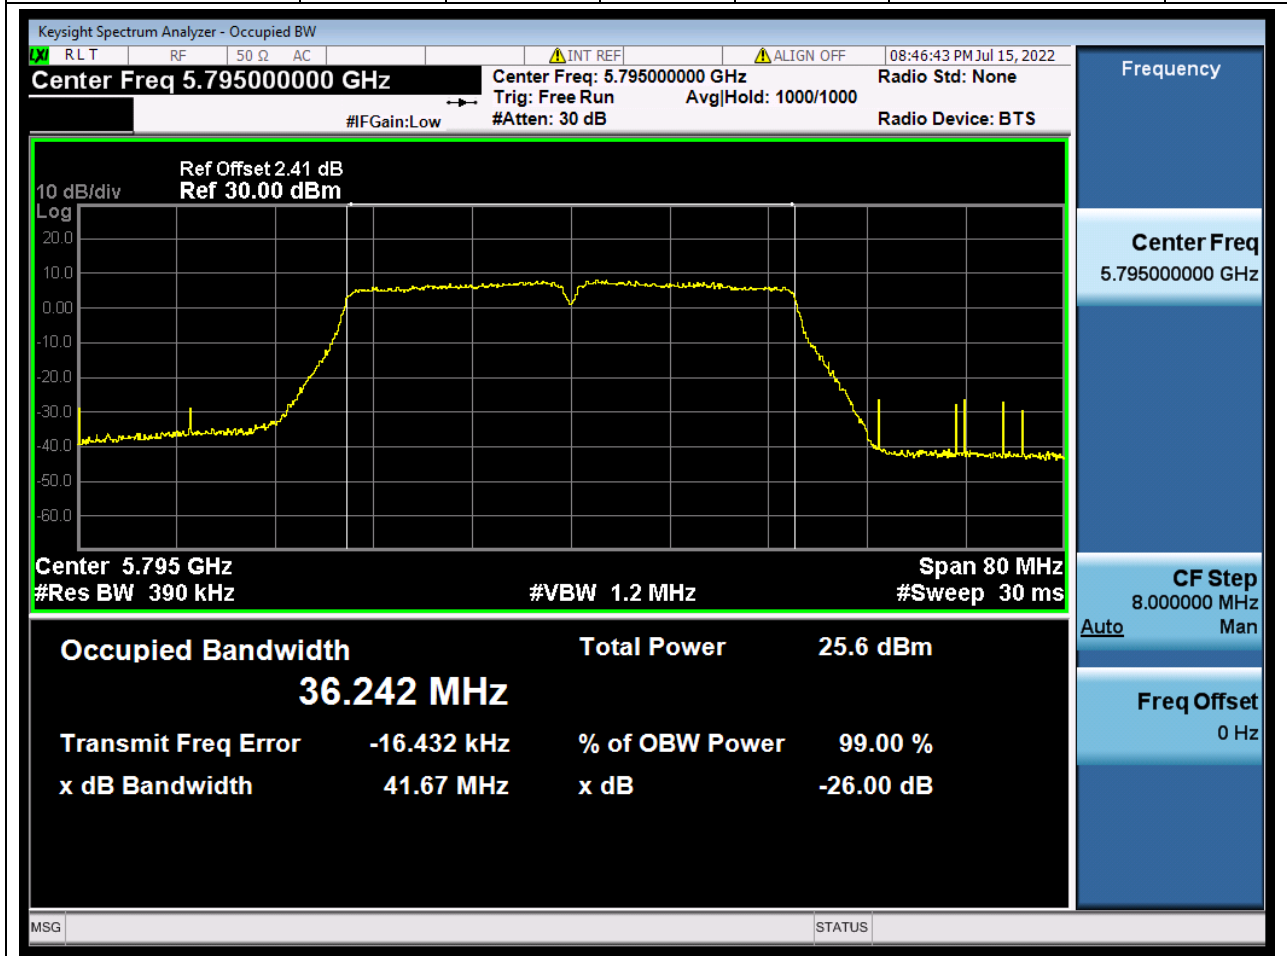 Keysight Spectrum Analyzer - Occupied BW
LXI RLT RF 50 Ω AC INT REF ALIGN OFF 08:46:43 PM Jul 15, 2022
Center Freq 5.795000000 GHz
Center Freq: 5.795000000 GHz Radio Std: None
Trig: Free Run Avg|Hold: 1000/1000
#IFGain:Low #Atten: 30 dB Radio Device: BTS
Ref Offset 2.41 dB
10 dB/div Ref 30.00 dBm
Log
20.0
10.0
0.00
-10.0
-20.0
-30.0
-40.0
-50.0
-60.0
Center 5.795 GHz Span 80 MHz
#Res BW 390 kHz #VBW 1.2 MHz #Sweep 30 ms
Occupied Bandwidth Total Power 25.6 dBm
36.242 MHz
Transmit Freq Error -16.432 kHz % of OBW Power 99.00 %
x dB Bandwidth 41.67 MHz x dB -26.00 dB
MSG STATUS
Frequency
Center Freq
5.795000000 GHz
CF Step
8.000000 MHz
Auto Man
Freq Offset
0 Hz